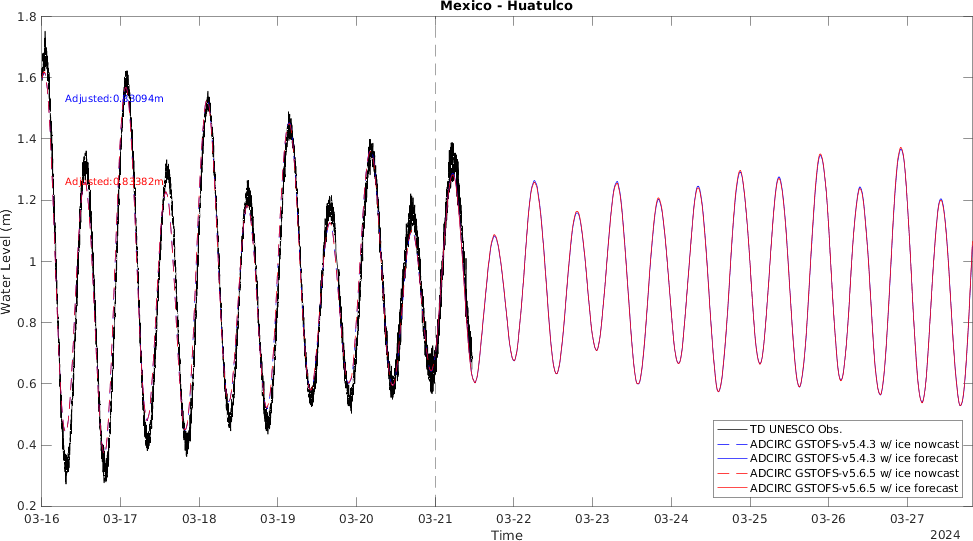 Mexico - Huatulco
1.8
1.6
1.4
1.2
1
0.8
0.6
0.4
0.2
Water Level (m)
Adjusted:0.83094m
Adjusted:0.83382m
TD UNESCO Obs.
ADCIRC GSTOFS-v5.4.3 w/ ice nowcast
ADCIRC GSTOFS-v5.4.3 w/ ice forecast
ADCIRC GSTOFS-v5.6.5 w/ ice nowcast
ADCIRC GSTOFS-v5.6.5 w/ ice forecast
03-16 03-17 03-18 03-19 03-20 03-21 03-22 03-23 03-24 03-25 03-26 03-27
Time
2024